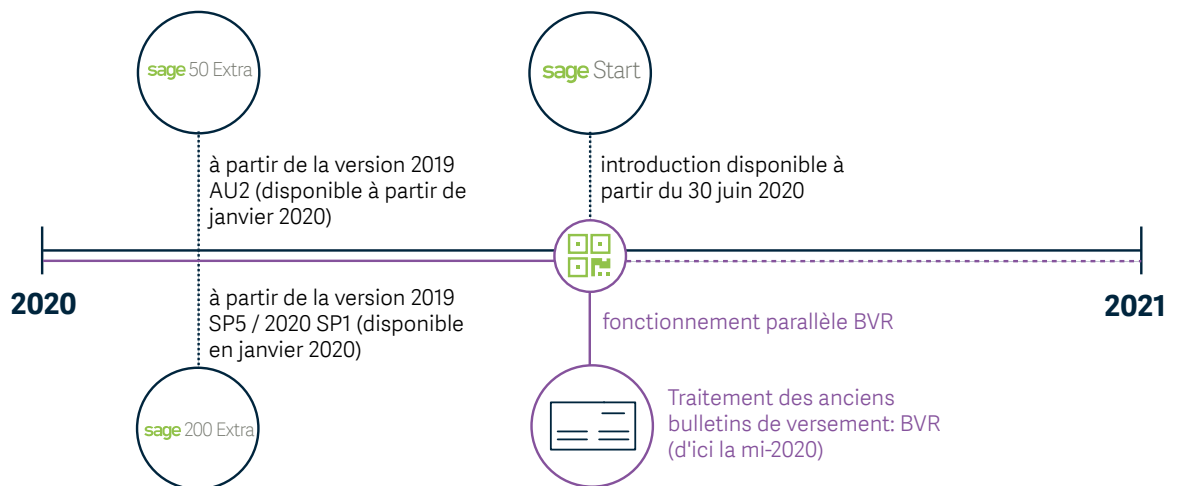 sage 50 Extra
sage Start
à partir de la version 2019
AU2 (disponible à partir de
janvier 2020)
introduction disponible à
partir du 30 juin 2020
2020
2021
à partir de la version 2019
SP5 / 2020 SP1 (disponible
en janvier 2020)
fonctionnement parallèle BVR
sage 200 Extra
Traitement des anciens
bulletins de versement: BVR
(d'ici la mi-2020)